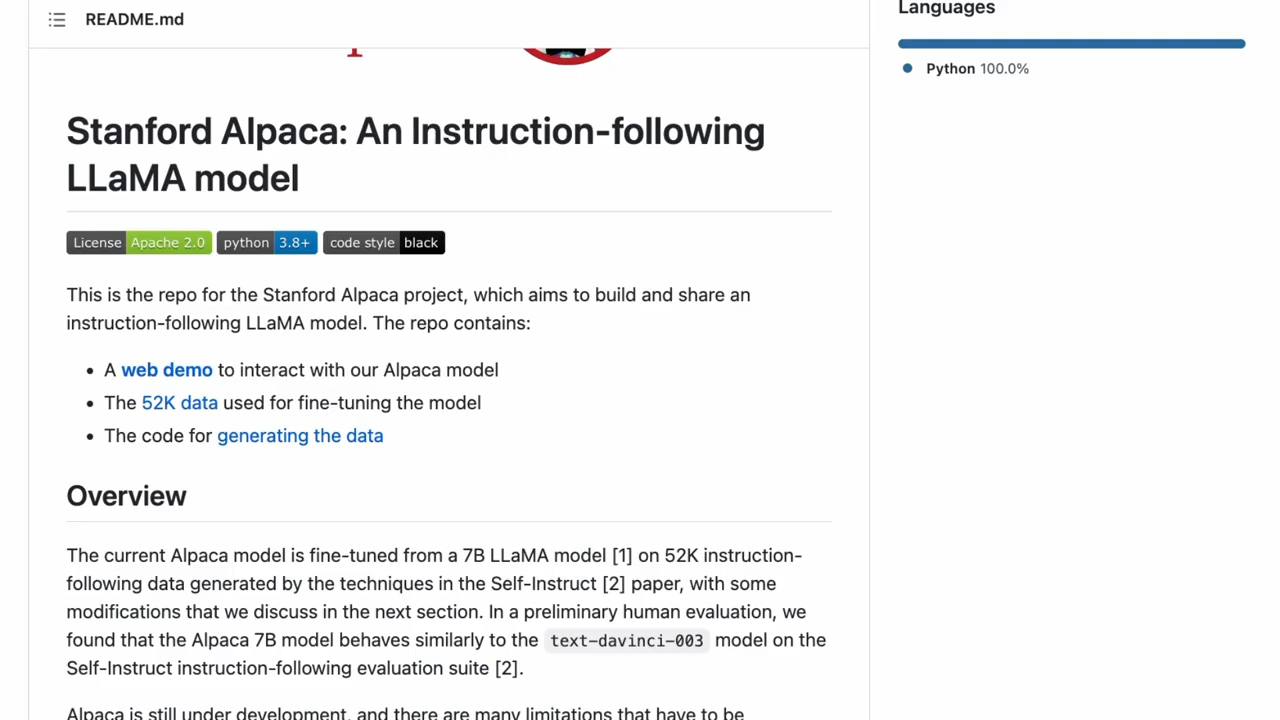 README.md
Stanford Alpaca: An Instruction-following
LLaMA model
License Apache 2.0 python 3.8+ code style black
This is the repo for the Stanford Alpaca project, which aims to build and share an
instruction-following LLaMA model. The repo contains:
• A web demo to interact with our Alpaca model
• The 52K data used for fine-tuning the model
• The code for generating the data
Overview
The current Alpaca model is fine-tuned from a 7B LLaMA model [1] on 52K instruction-
following data generated by the techniques in the Self-Instruct [2] paper, with some
modifications that we discuss in the next section. In a preliminary human evaluation, we
found that the Alpaca 7B model behaves similarly to the text-davinci-003 model on the
Self-Instruct instruction-following evaluation suite [2].
Alpaca is still under development, and there are many limitations that have to be
Languages
Python 100.0%